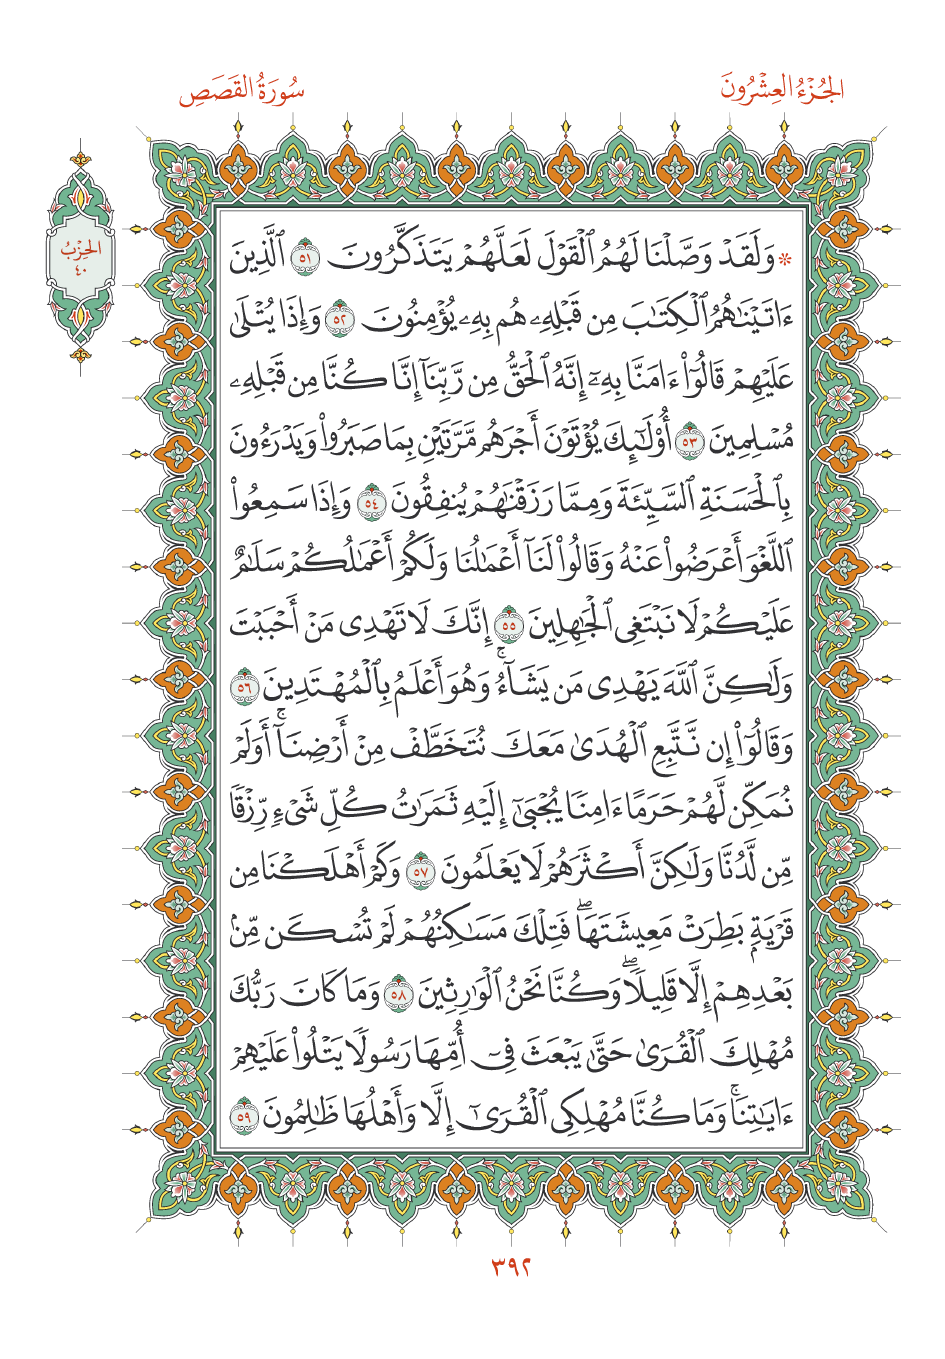 الجُزْءُ العِشْرُونَ
سُورَةُ القَصَصِ
الحِزْبُ
٤٠
۞ وَلَقَدْ وَصَّلْنَا لَهُمُ ٱلْقَوْلَ لَعَلَّهُمْ يَتَذَكَّرُونَ ٥١ ٱلَّذِينَ
ءَاتَيْنَٰهُمُ ٱلْكِتَٰبَ مِن قَبْلِهِۦ هُم بِهِۦ يُؤْمِنُونَ ٥٢ وَإِذَا يُتْلَىٰ
عَلَيْهِمْ قَالُوٓا۟ ءَامَنَّا بِهِۦٓ إِنَّهُ ٱلْحَقُّ مِن رَّبِّنَآ إِنَّا كُنَّا مِن قَبْلِهِۦ
مُسْلِمِينَ ٥٣ أُو۟لَٰٓئِكَ يُؤْتَوْنَ أَجْرَهُم مَّرَّتَيْنِ بِمَا صَبَرُوا۟ وَيَدْرَءُونَ
بِٱلْحَسَنَةِ ٱلسَّيِّئَةَ وَمِمَّا رَزَقْنَٰهُمْ يُنفِقُونَ ٥٤ وَإِذَا سَمِعُوا۟
ٱللَّغْوَ أَعْرَضُوا۟ عَنْهُ وَقَالُوا۟ لَنَآ أَعْمَٰلُنَا وَلَكُمْ أَعْمَٰلُكُمْ سَلَٰمٌ
عَلَيْكُمْ لَا نَبْتَغِى ٱلْجَٰهِلِينَ ٥٥ إِنَّكَ لَا تَهْدِى مَنْ أَحْبَبْتَ
وَلَٰكِنَّ ٱللَّهَ يَهْدِى مَن يَشَآءُ ۚ وَهُوَ أَعْلَمُ بِٱلْمُهْتَدِينَ ٥٦
وَقَالُوٓا۟ إِن نَّتَّبِعِ ٱلْهُدَىٰ مَعَكَ نُتَخَطَّفْ مِنْ أَرْضِنَآ ۚ أَوَلَمْ
نُمَكِّن لَّهُمْ حَرَمًا ءَامِنًا يُجْبَىٰٓ إِلَيْهِ ثَمَرَٰتُ كُلِّ شَىْءٍ رِّزْقًا
مِّن لَّدُنَّا وَلَٰكِنَّ أَكْثَرَهُمْ لَا يَعْلَمُونَ ٥٧ وَكَمْ أَهْلَكْنَا مِن
قَرْيَةٍۭ بَطِرَتْ مَعِيشَتَهَا ۖ فَتِلْكَ مَسَٰكِنُهُمْ لَمْ تُسْكَن مِّنۢ
بَعْدِهِمْ إِلَّا قَلِيلًا ۖ وَكُنَّا نَحْنُ ٱلْوَٰرِثِينَ ٥٨ وَمَا كَانَ رَبُّكَ
مُهْلِكَ ٱلْقُرَىٰ حَتَّىٰ يَبْعَثَ فِىٓ أُمِّهَا رَسُولًا يَتْلُوا۟ عَلَيْهِمْ
ءَايَٰتِنَا ۚ وَمَا كُنَّا مُهْلِكِى ٱلْقُرَىٰٓ إِلَّا وَأَهْلُهَا ظَٰلِمُونَ ٥٩
٣٩٢